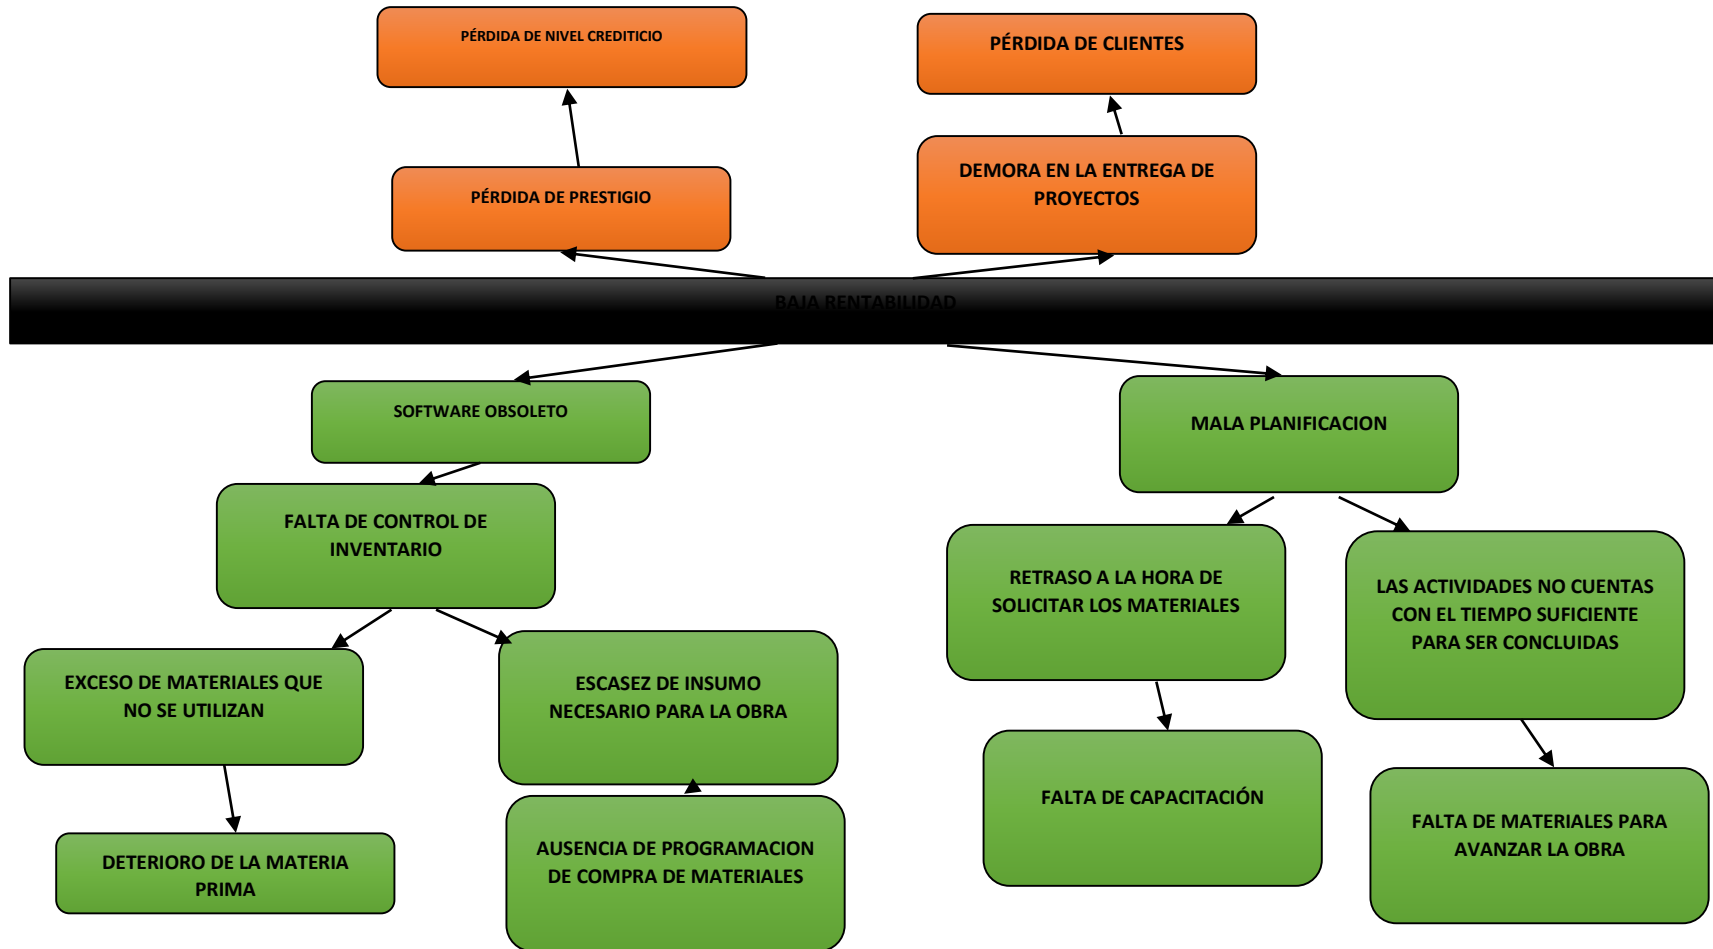 PÉRDIDA DE NIVEL CREDITICIO
PÉRDIDA DE CLIENTES
PÉRDIDA DE PRESTIGIO
DEMORA EN LA ENTREGA DE
PROYECTOS
BAJA RENTABILIDAD
SOFTWARE OBSOLETO
MALA PLANIFICACION
FALTA DE CONTROL DE
INVENTARIO
RETRASO A LA HORA DE
SOLICITAR LOS MATERIALES
LAS ACTIVIDADES NO CUENTAS
CON EL TIEMPO SUFICIENTE
PARA SER CONCLUIDAS
EXCESO DE MATERIALES QUE
NO SE UTILIZAN
ESCASEZ DE INSUMO
NECESARIO PARA LA OBRA
FALTA DE CAPACITACIÓN
FALTA DE MATERIALES PARA
AVANZAR LA OBRA
DETERIORO DE LA MATERIA
PRIMA
AUSENCIA DE PROGRAMACION
DE COMPRA DE MATERIALES